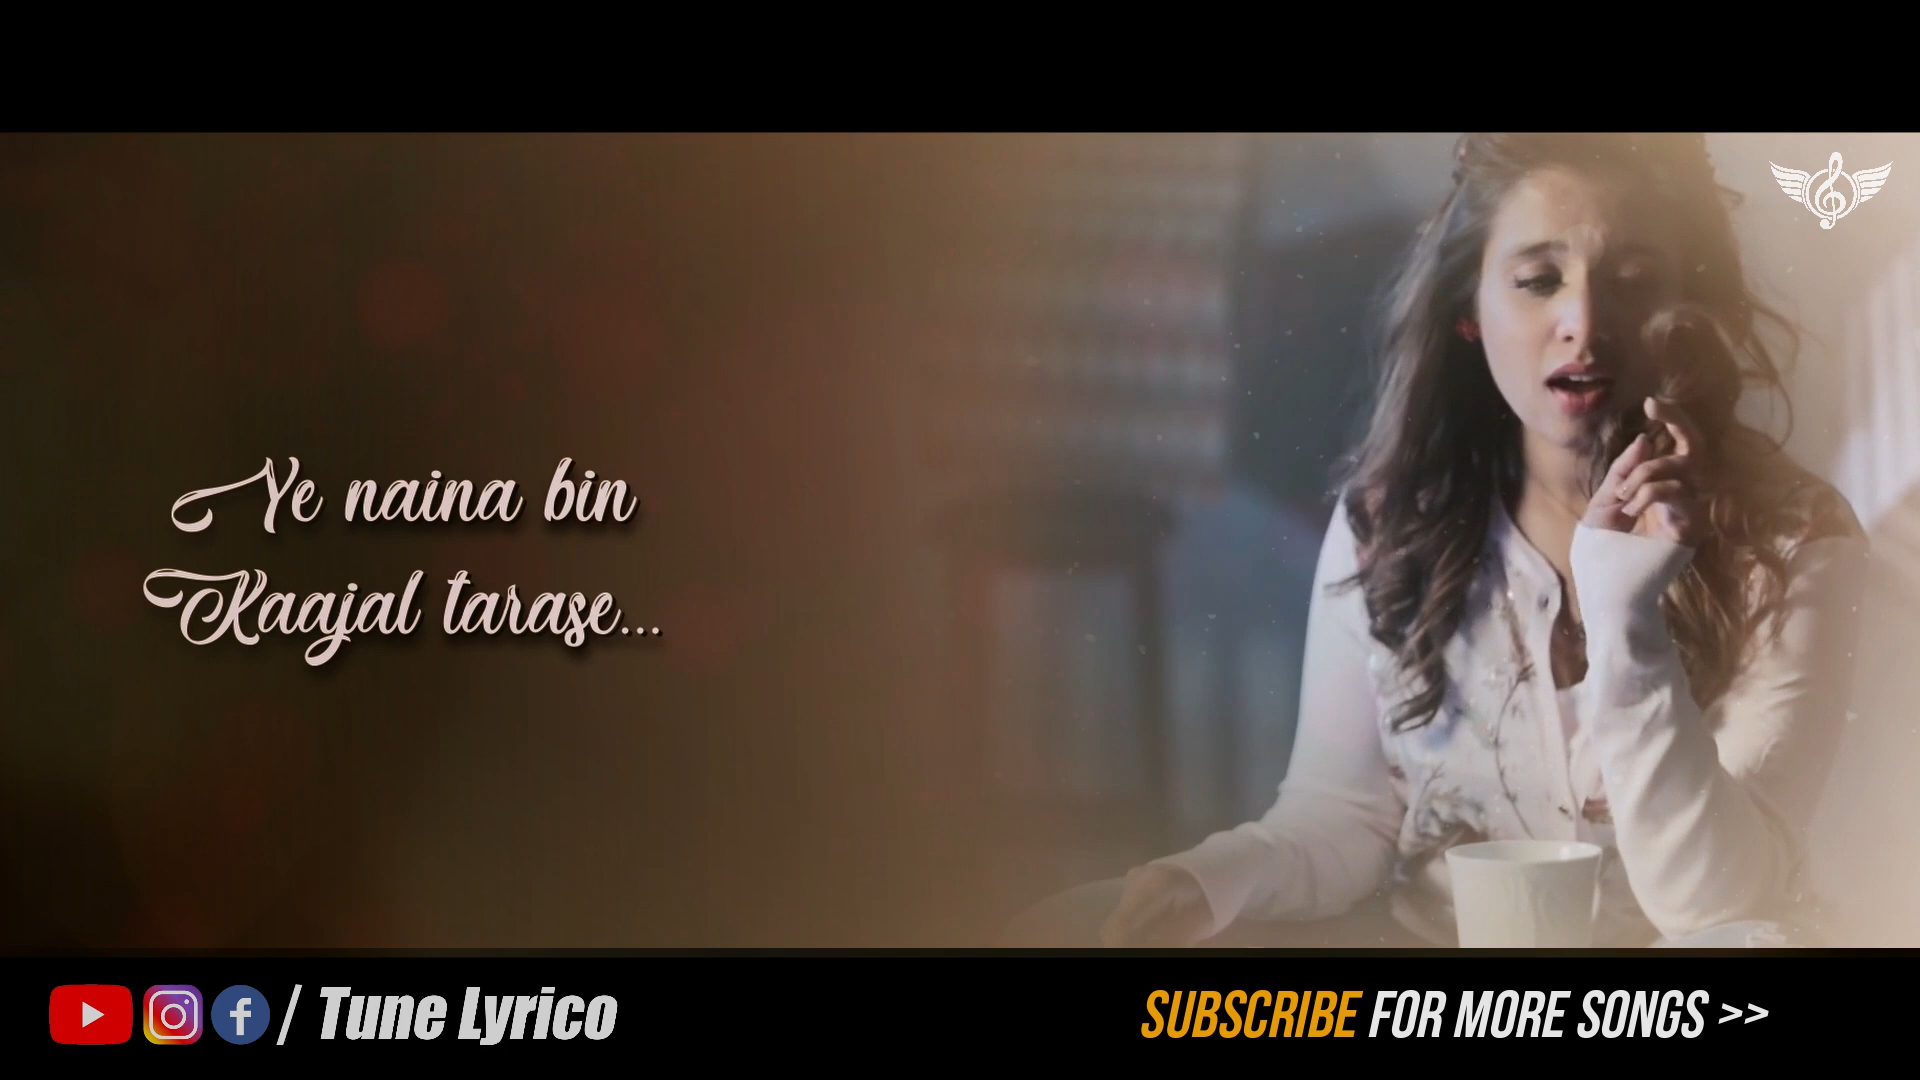 Ye naina bin
Kaajal tarase...
/ Tune Lyrico
SUBSCRIBE FOR MORE SONGS >>